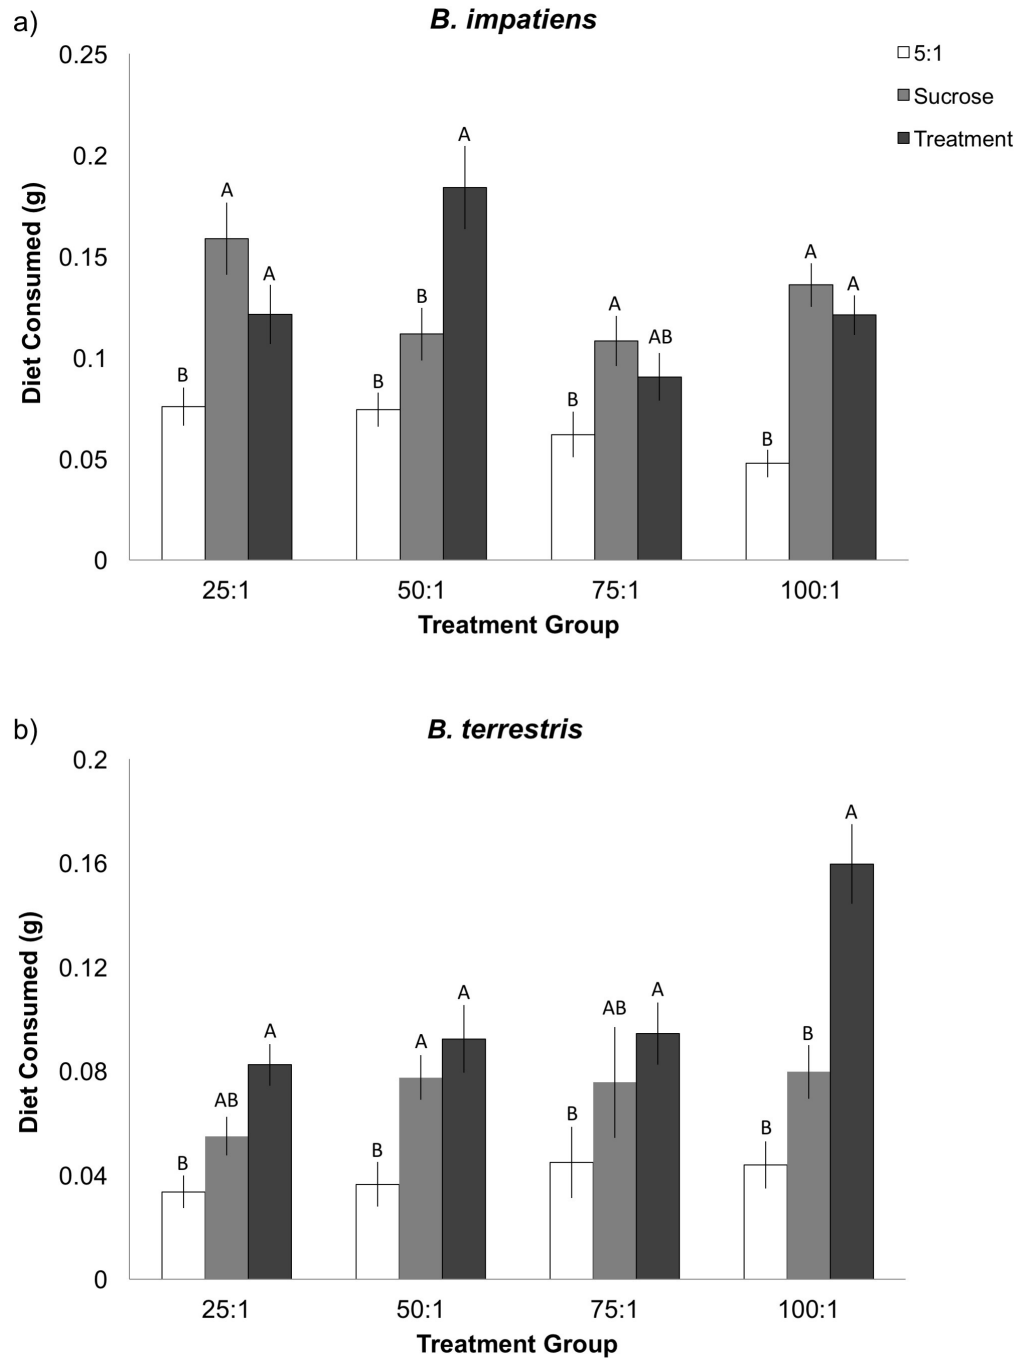 a)
B. impatiens
0.25
0.2
0.15
0.1
0.05
0
Diet Consumed (g)
5:1
Sucrose
Treatment
B A A
B B A
B A AB
B A A
25:1 50:1 75:1 100:1
Treatment Group
b)
B. terrestris
0.2
0.16
0.12
0.08
0.04
0
Diet Consumed (g)
B AB A
B A A
B AB A
B B A
25:1 50:1 75:1 100:1
Treatment Group